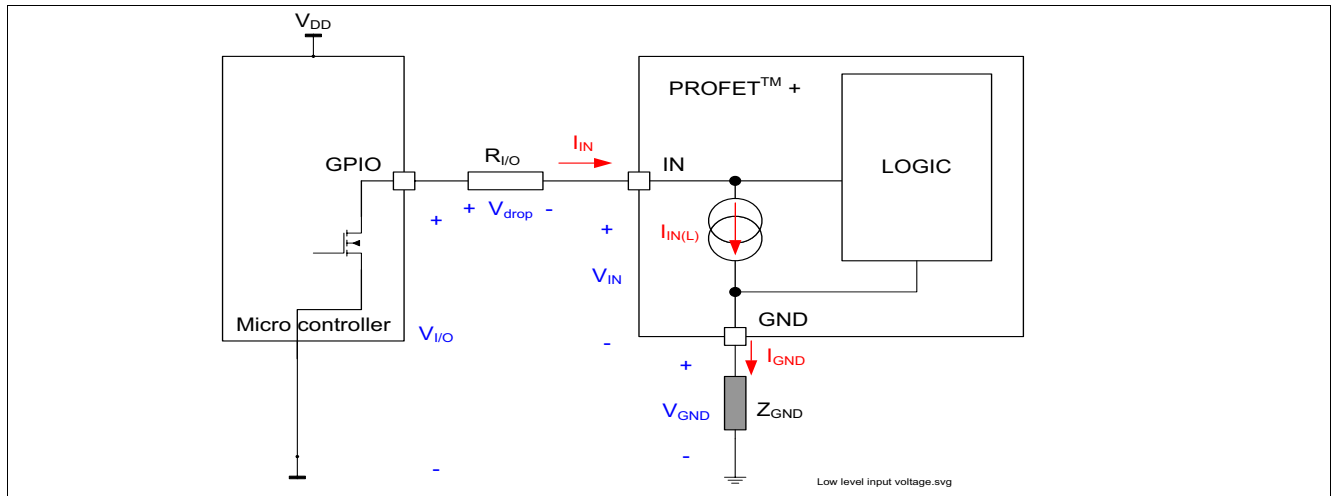 VDD
PROFET™ +
IIN
RI/O
GPIO
IN
LOGIC
+
+ Vdrop -
+
IIN(L)
VIN
GND
Micro controller
VI/O
-
+
IGND
VGND
ZGND
-
-
Low level input voltage.svg